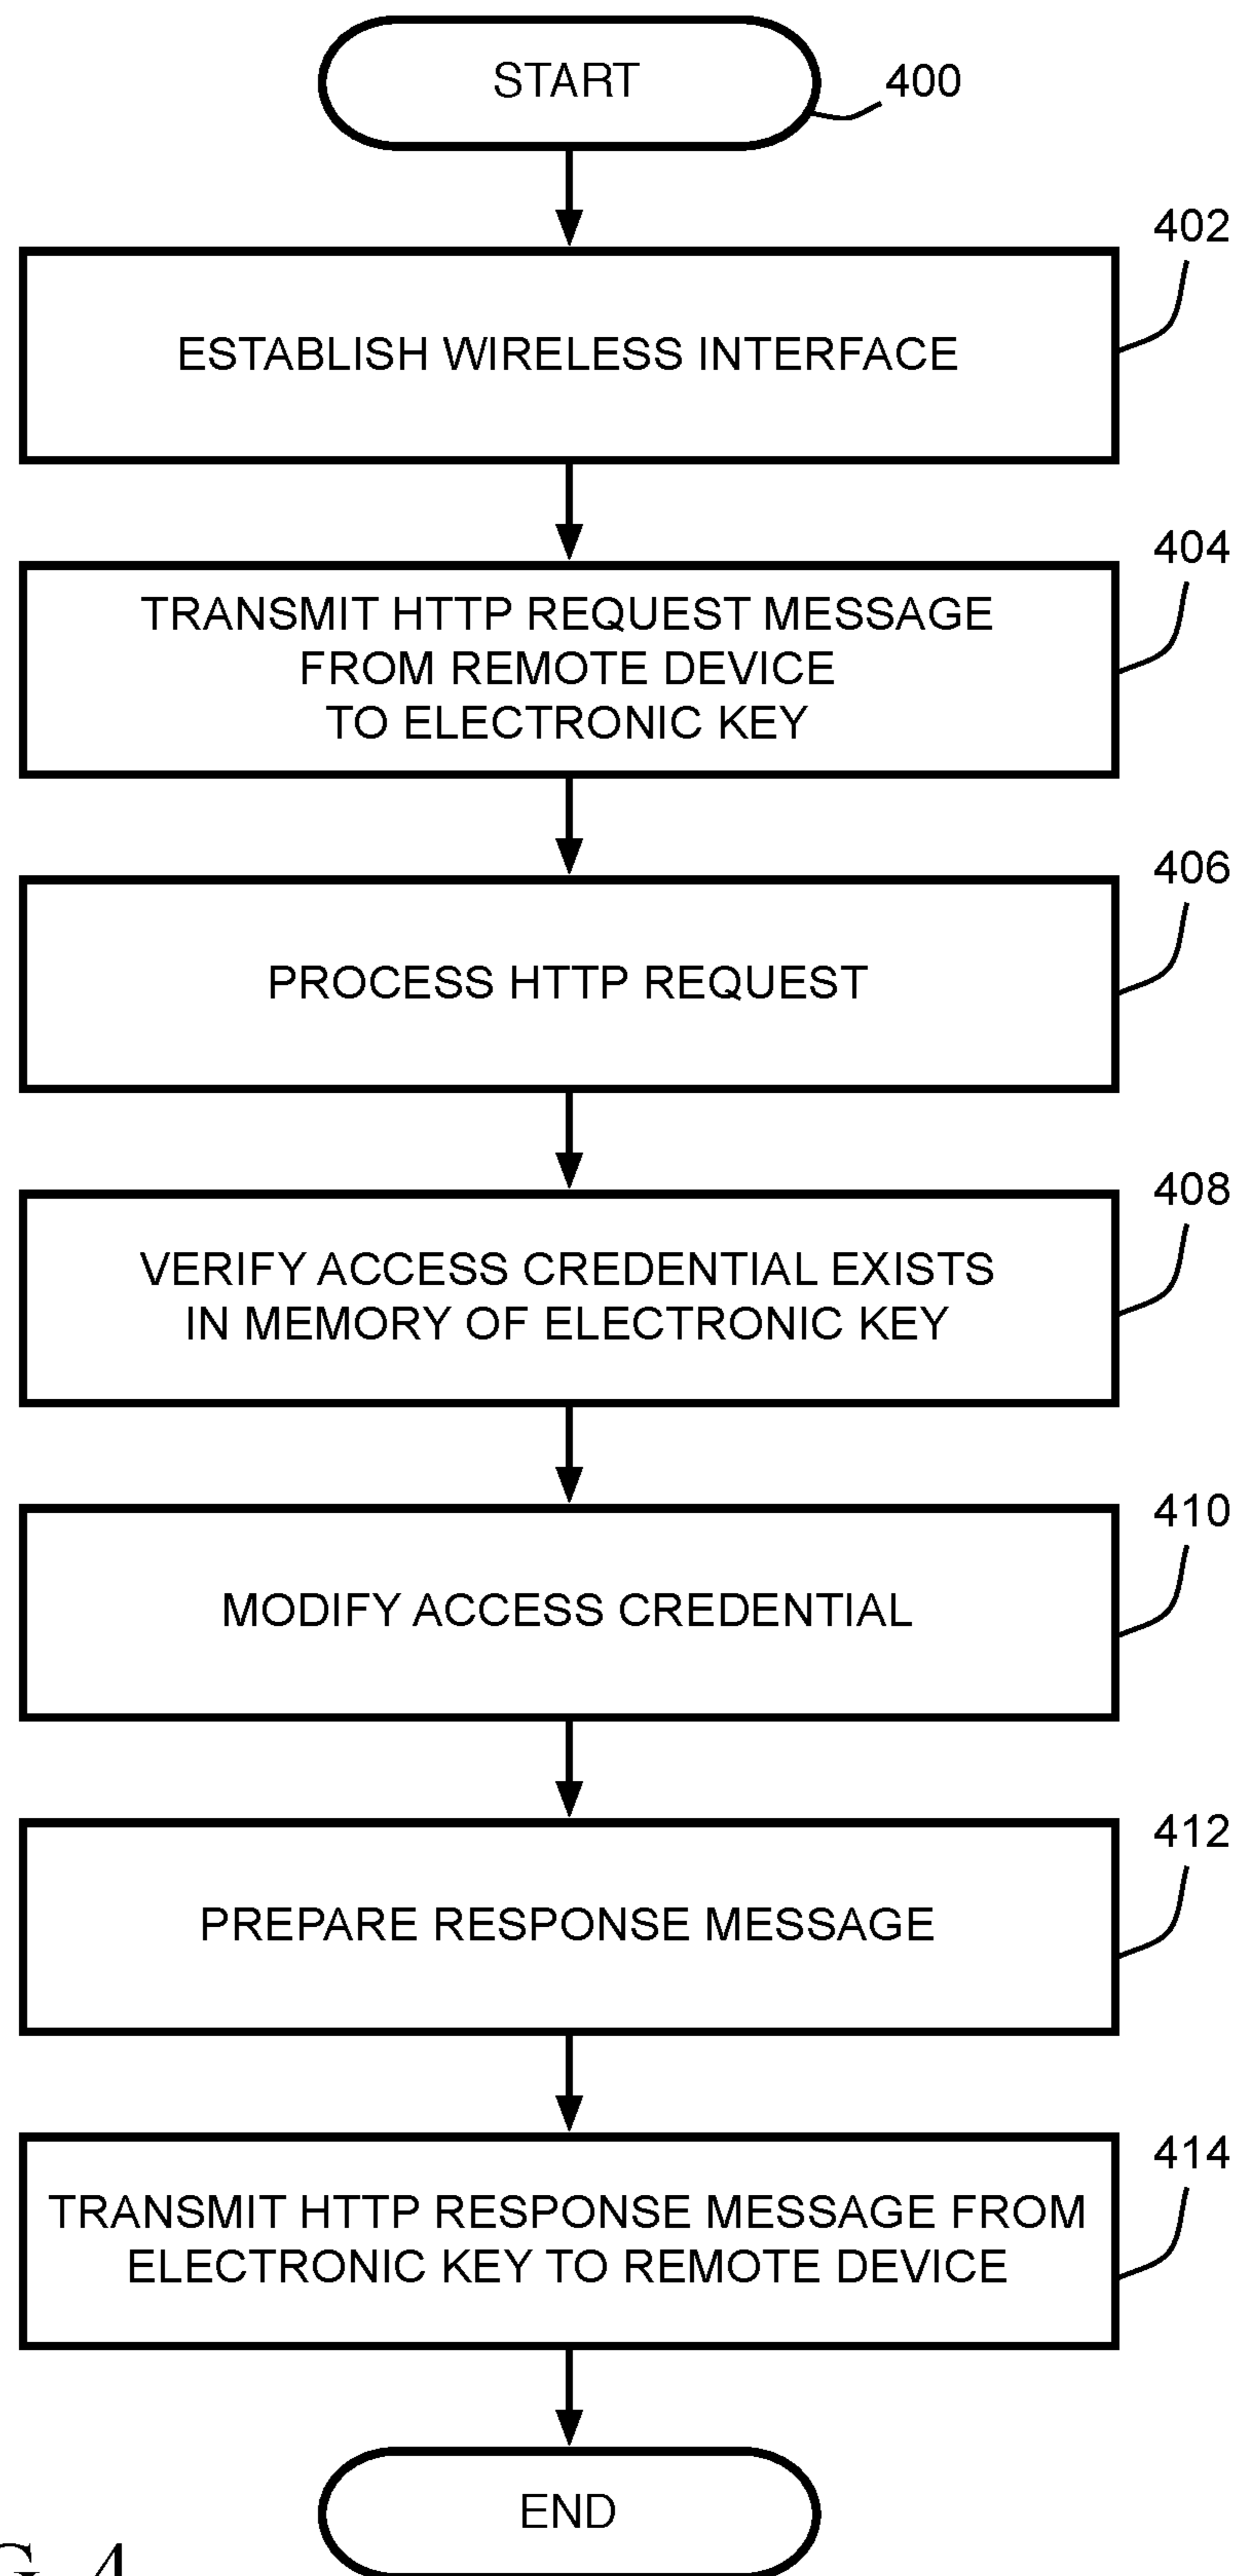 START
400
402
ESTABLISH WIRELESS INTERFACE
404
TRANSMIT HTTP REQUEST MESSAGE
FROM REMOTE DEVICE
TO ELECTRONIC KEY
406
PROCESS HTTP REQUEST
408
VERIFY ACCESS CREDENTIAL EXISTS
IN MEMORY OF ELECTRONIC KEY
410
MODIFY ACCESS CREDENTIAL
412
PREPARE RESPONSE MESSAGE
414
TRANSMIT HTTP RESPONSE MESSAGE FROM
ELECTRONIC KEY TO REMOTE DEVICE
END